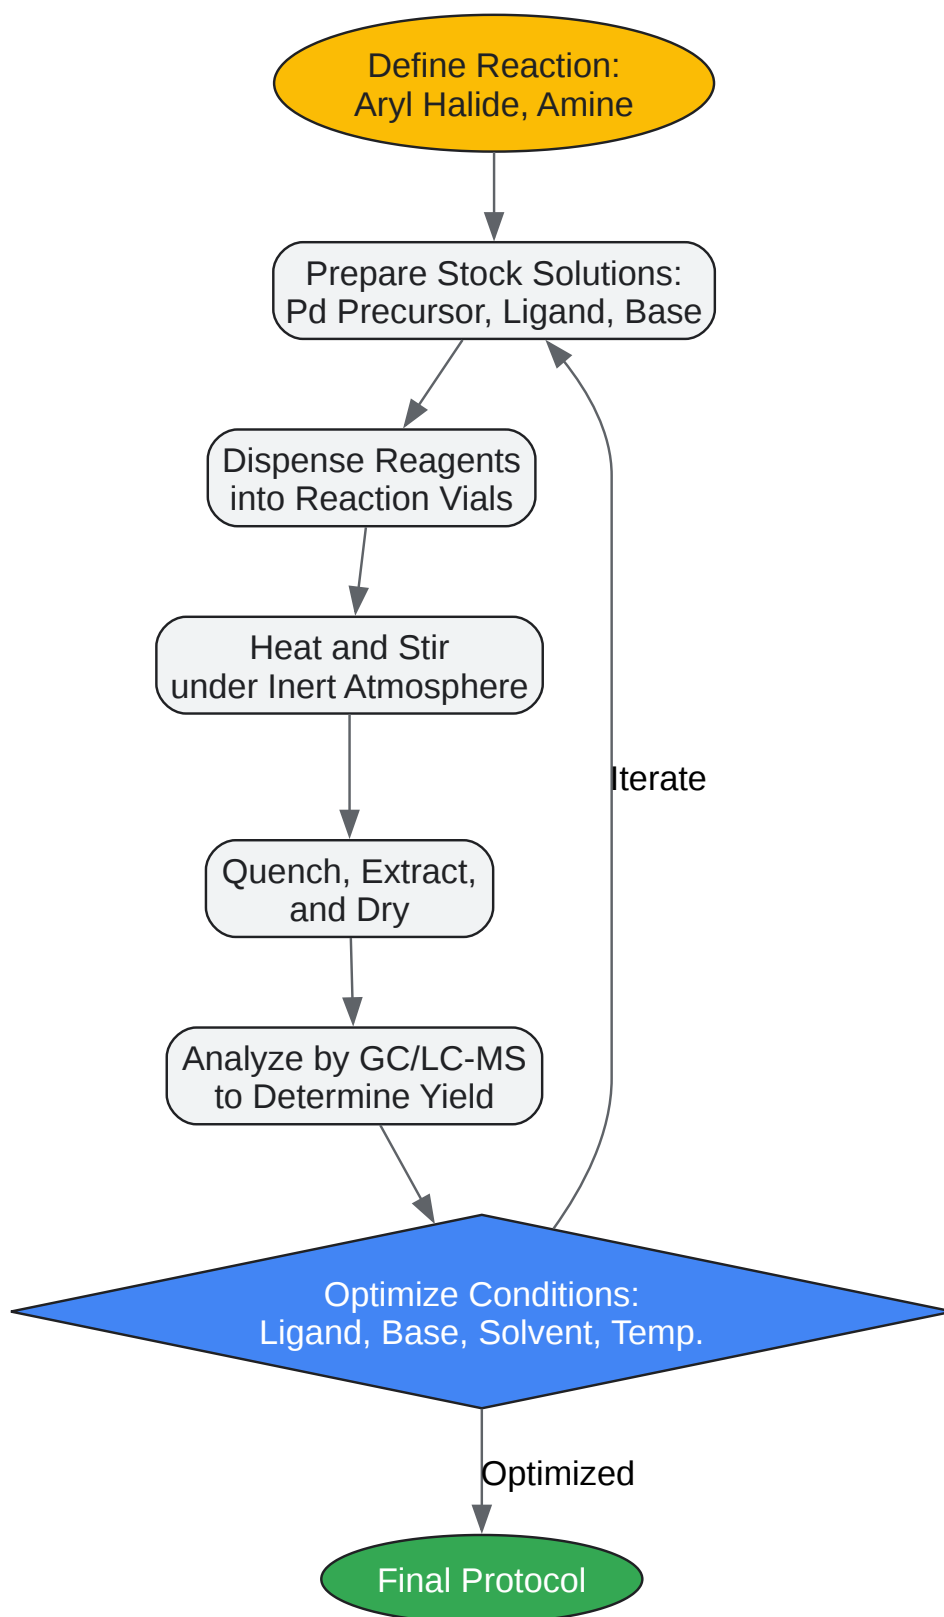 Define Reaction:
Aryl Halide, Amine
Prepare Stock Solutions:
Pd Precursor, Ligand, Base
Dispense Reagents
into Reaction Vials
Heat and Stir
under Inert Atmosphere
Iterate
Quench, Extract,
and Dry
Analyze by GC/LC-MS
to Determine Yield
Optimize Conditions:
Ligand, Base, Solvent, Temp.
Optimized
Final Protocol